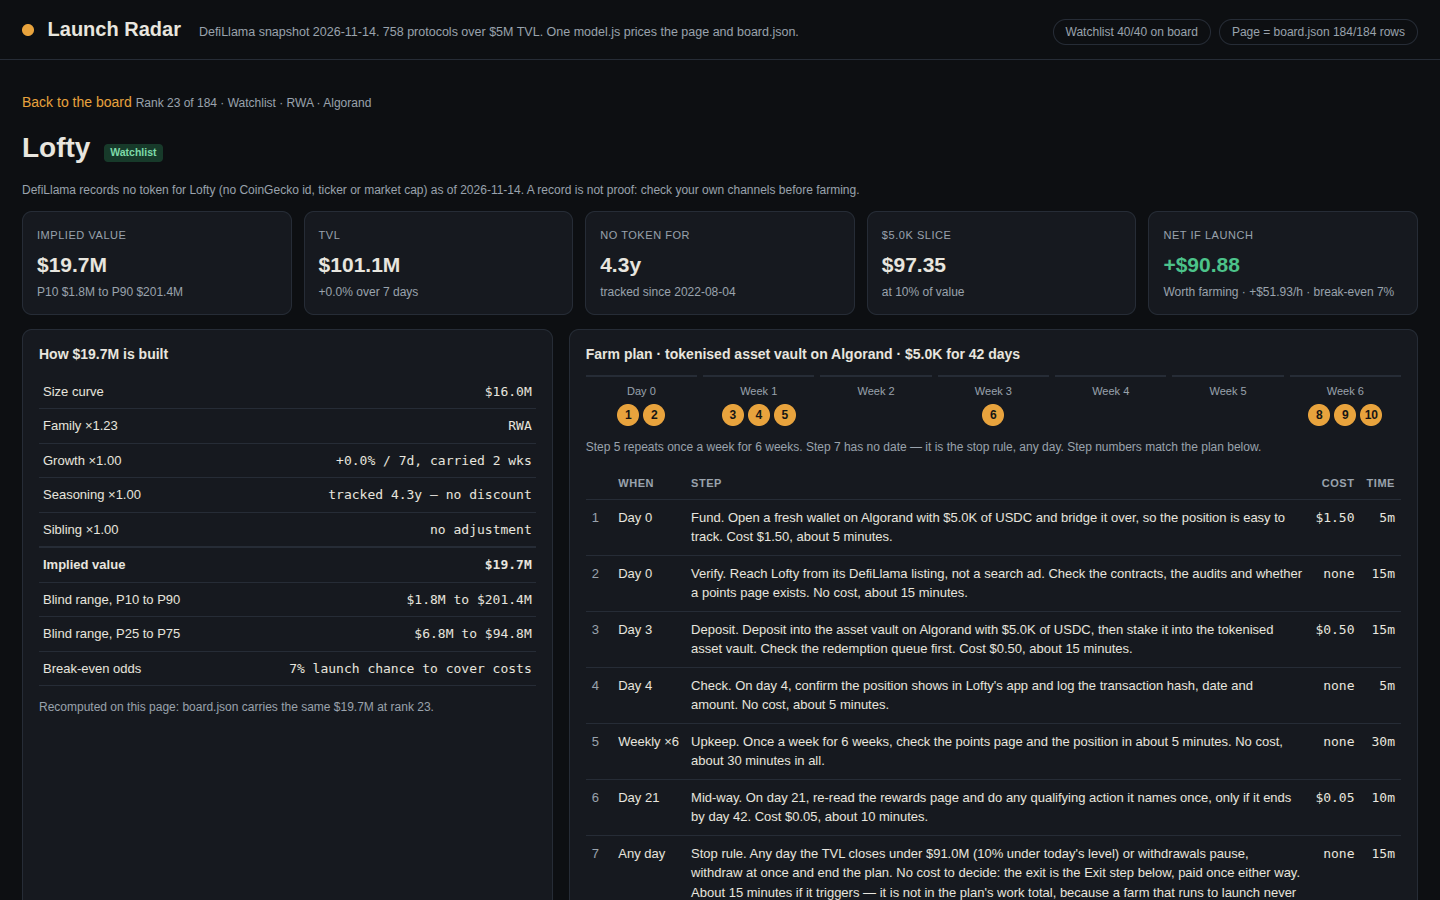 Launch Radar
DefiLlama snapshot 2026-11-14. 758 protocols over $5M TVL. One model.js prices the page and board.json.
Watchlist 40/40 on board
Page = board.json 184/184 rows
Back to the board Rank 23 of 184 · Watchlist · RWA · Algorand
Lofty Watchlist
DefiLlama records no token for Lofty (no CoinGecko id, ticker or market cap) as of 2026-11-14. A record is not proof: check your own channels before farming.
IMPLIED VALUE
$19.7M
P10 $1.8M to P90 $201.4M
TVL
$101.1M
+0.0% over 7 days
NO TOKEN FOR
4.3y
tracked since 2022-08-04
$5.0K SLICE
$97.35
at 10% of value
NET IF LAUNCH
+$90.88
Worth farming · +$51.93/h · break-even 7%
How $19.7M is built
Size curve $16.0M
Family ×1.23 RWA
Growth ×1.00 +0.0% / 7d, carried 2 wks
Seasoning ×1.00 tracked 4.3y — no discount
Sibling ×1.00 no adjustment
Implied value $19.7M
Blind range, P10 to P90 $1.8M to $201.4M
Blind range, P25 to P75 $6.8M to $94.8M
Break-even odds 7% launch chance to cover costs
Recomputed on this page: board.json carries the same $19.7M at rank 23.
Farm plan · tokenised asset vault on Algorand · $5.0K for 42 days
Day 0 Week 1 Week 2 Week 3 Week 4 Week 5 Week 6
1 2 3 4 5 6 8 9 10
Step 5 repeats once a week for 6 weeks. Step 7 has no date — it is the stop rule, any day. Step numbers match the plan below.
WHEN STEP COST TIME
1 Day 0 Fund. Open a fresh wallet on Algorand with $5.0K of USDC and bridge it over, so the position is easy to $1.50 5m
track. Cost $1.50, about 5 minutes.
2 Day 0 Verify. Reach Lofty from its DefiLlama listing, not a search ad. Check the contracts, the audits and whether none 15m
a points page exists. No cost, about 15 minutes.
3 Day 3 Deposit. Deposit into the asset vault on Algorand with $5.0K of USDC, then stake it into the tokenised $0.50 15m
asset vault. Check the redemption queue first. Cost $0.50, about 15 minutes.
4 Day 4 Check. On day 4, confirm the position shows in Lofty's app and log the transaction hash, date and none 5m
amount. No cost, about 5 minutes.
5 Weekly ×6 Upkeep. Once a week for 6 weeks, check the points page and the position in about 5 minutes. No cost, none 30m
about 30 minutes in all.
6 Day 21 Mid-way. On day 21, re-read the rewards page and do any qualifying action it names once, only if it ends $0.05 10m
by day 42. Cost $0.05, about 10 minutes.
7 Any day Stop rule. Any day the TVL closes under $91.0M (10% under today's level) or withdrawals pause, none 15m
withdraw at once and end the plan. No cost to decide: the exit is the Exit step below, paid once either way.
About 15 minutes if it triggers — it is not in the plan's work total, because a farm that runs to launch never